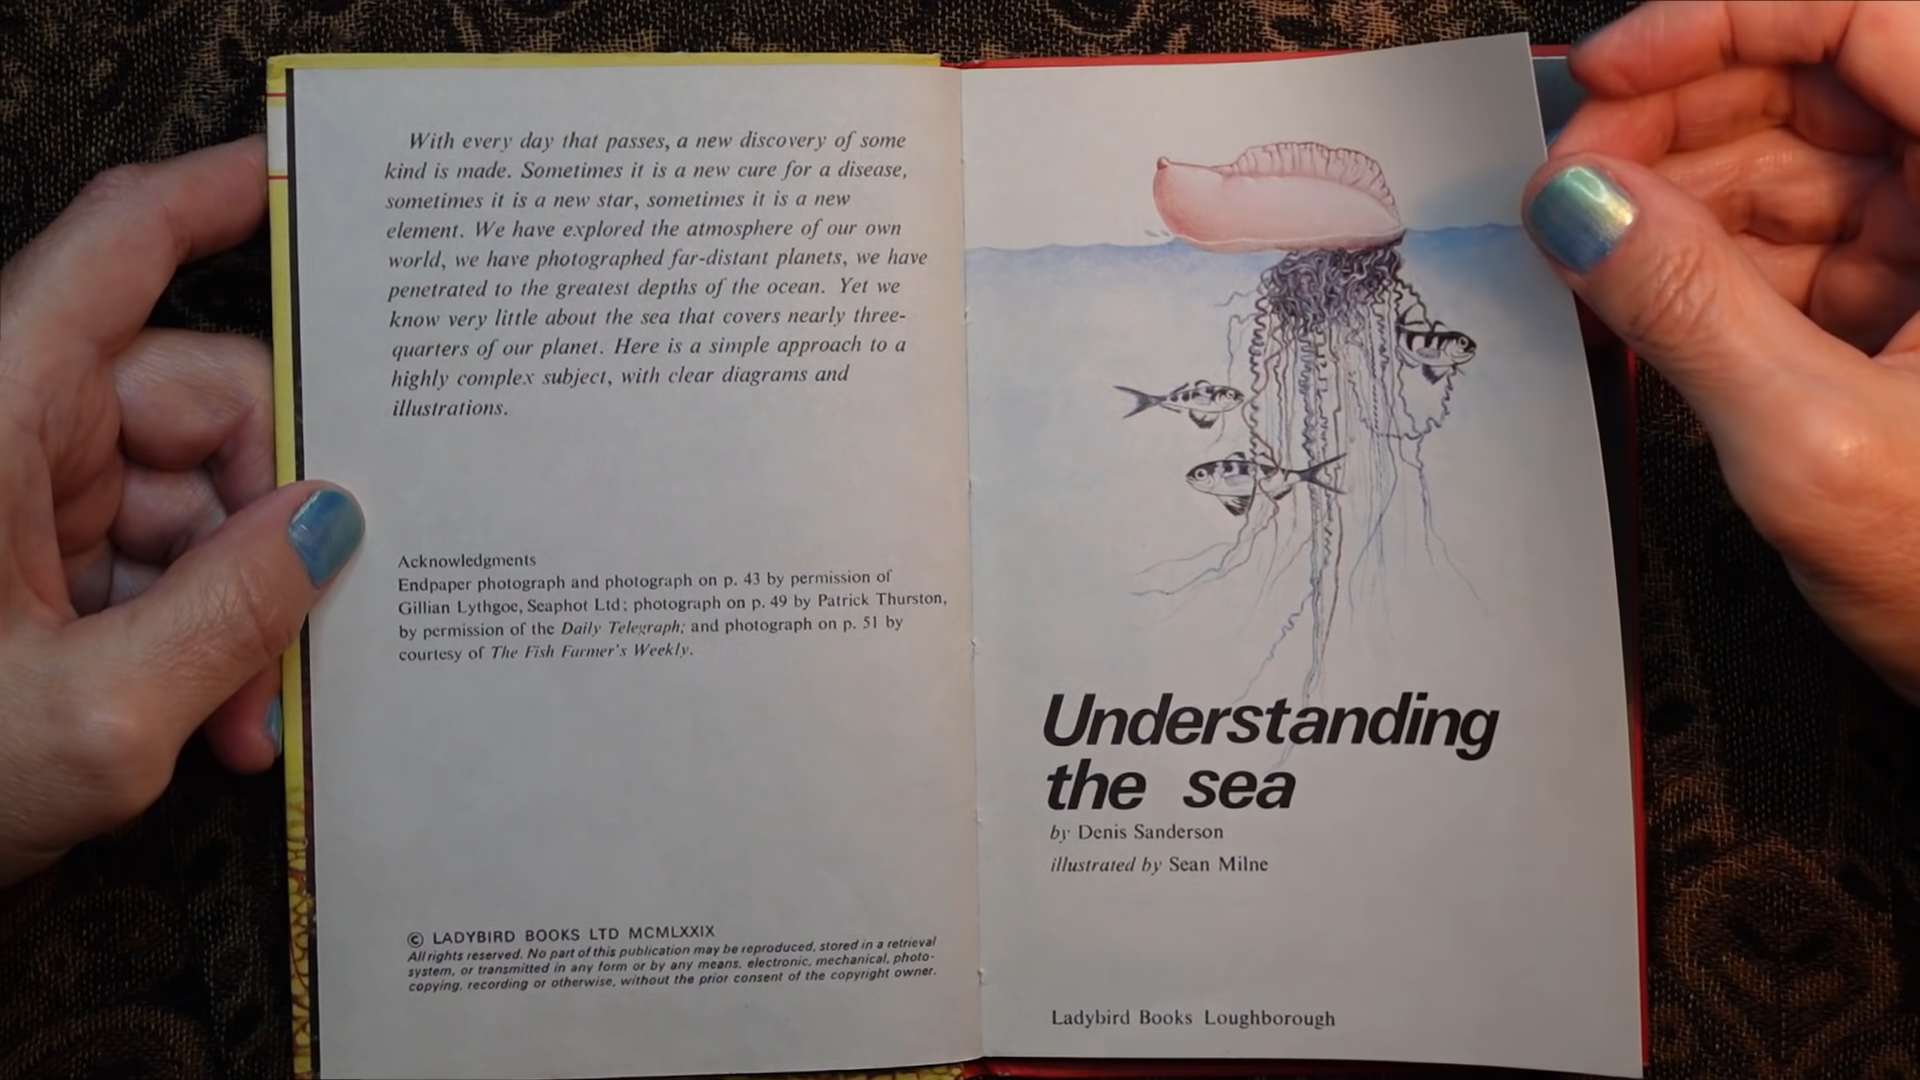 With every day that passes, a new discovery of some
kind is made. Sometimes it is a new cure for a disease,
sometimes it is a new star, sometimes it is a new
element. We have explored the atmosphere of our own
world, we have photographed far-distant planets, we have
penetrated to the greatest depths of the ocean. Yet we
know very little about the sea that covers nearly three-
quarters of our planet. Here is a simple approach to a
highly complex subject, with clear diagrams and
illustrations.
Acknowledgments
Endpaper photograph and photograph on p. 43 by permission of
Gillian Lythgoe, Seaphot Ltd; photograph on p. 49 by Patrick Thurston,
by permission of the Daily Telegraph; and photograph on p. 51 by
courtesy of The Fish Farmer's Weekly.
© LADYBIRD BOOKS LTD MCMLXXIX
All rights reserved. No part of this publication may be reproduced, stored in a retrieval
system, or transmitted in any form or by any means, electronic, mechanical, photo-
copying, recording or otherwise, without the prior consent of the copyright owner.
Understanding
the sea
by Denis Sanderson
illustrated by Sean Milne
Ladybird Books Loughborough